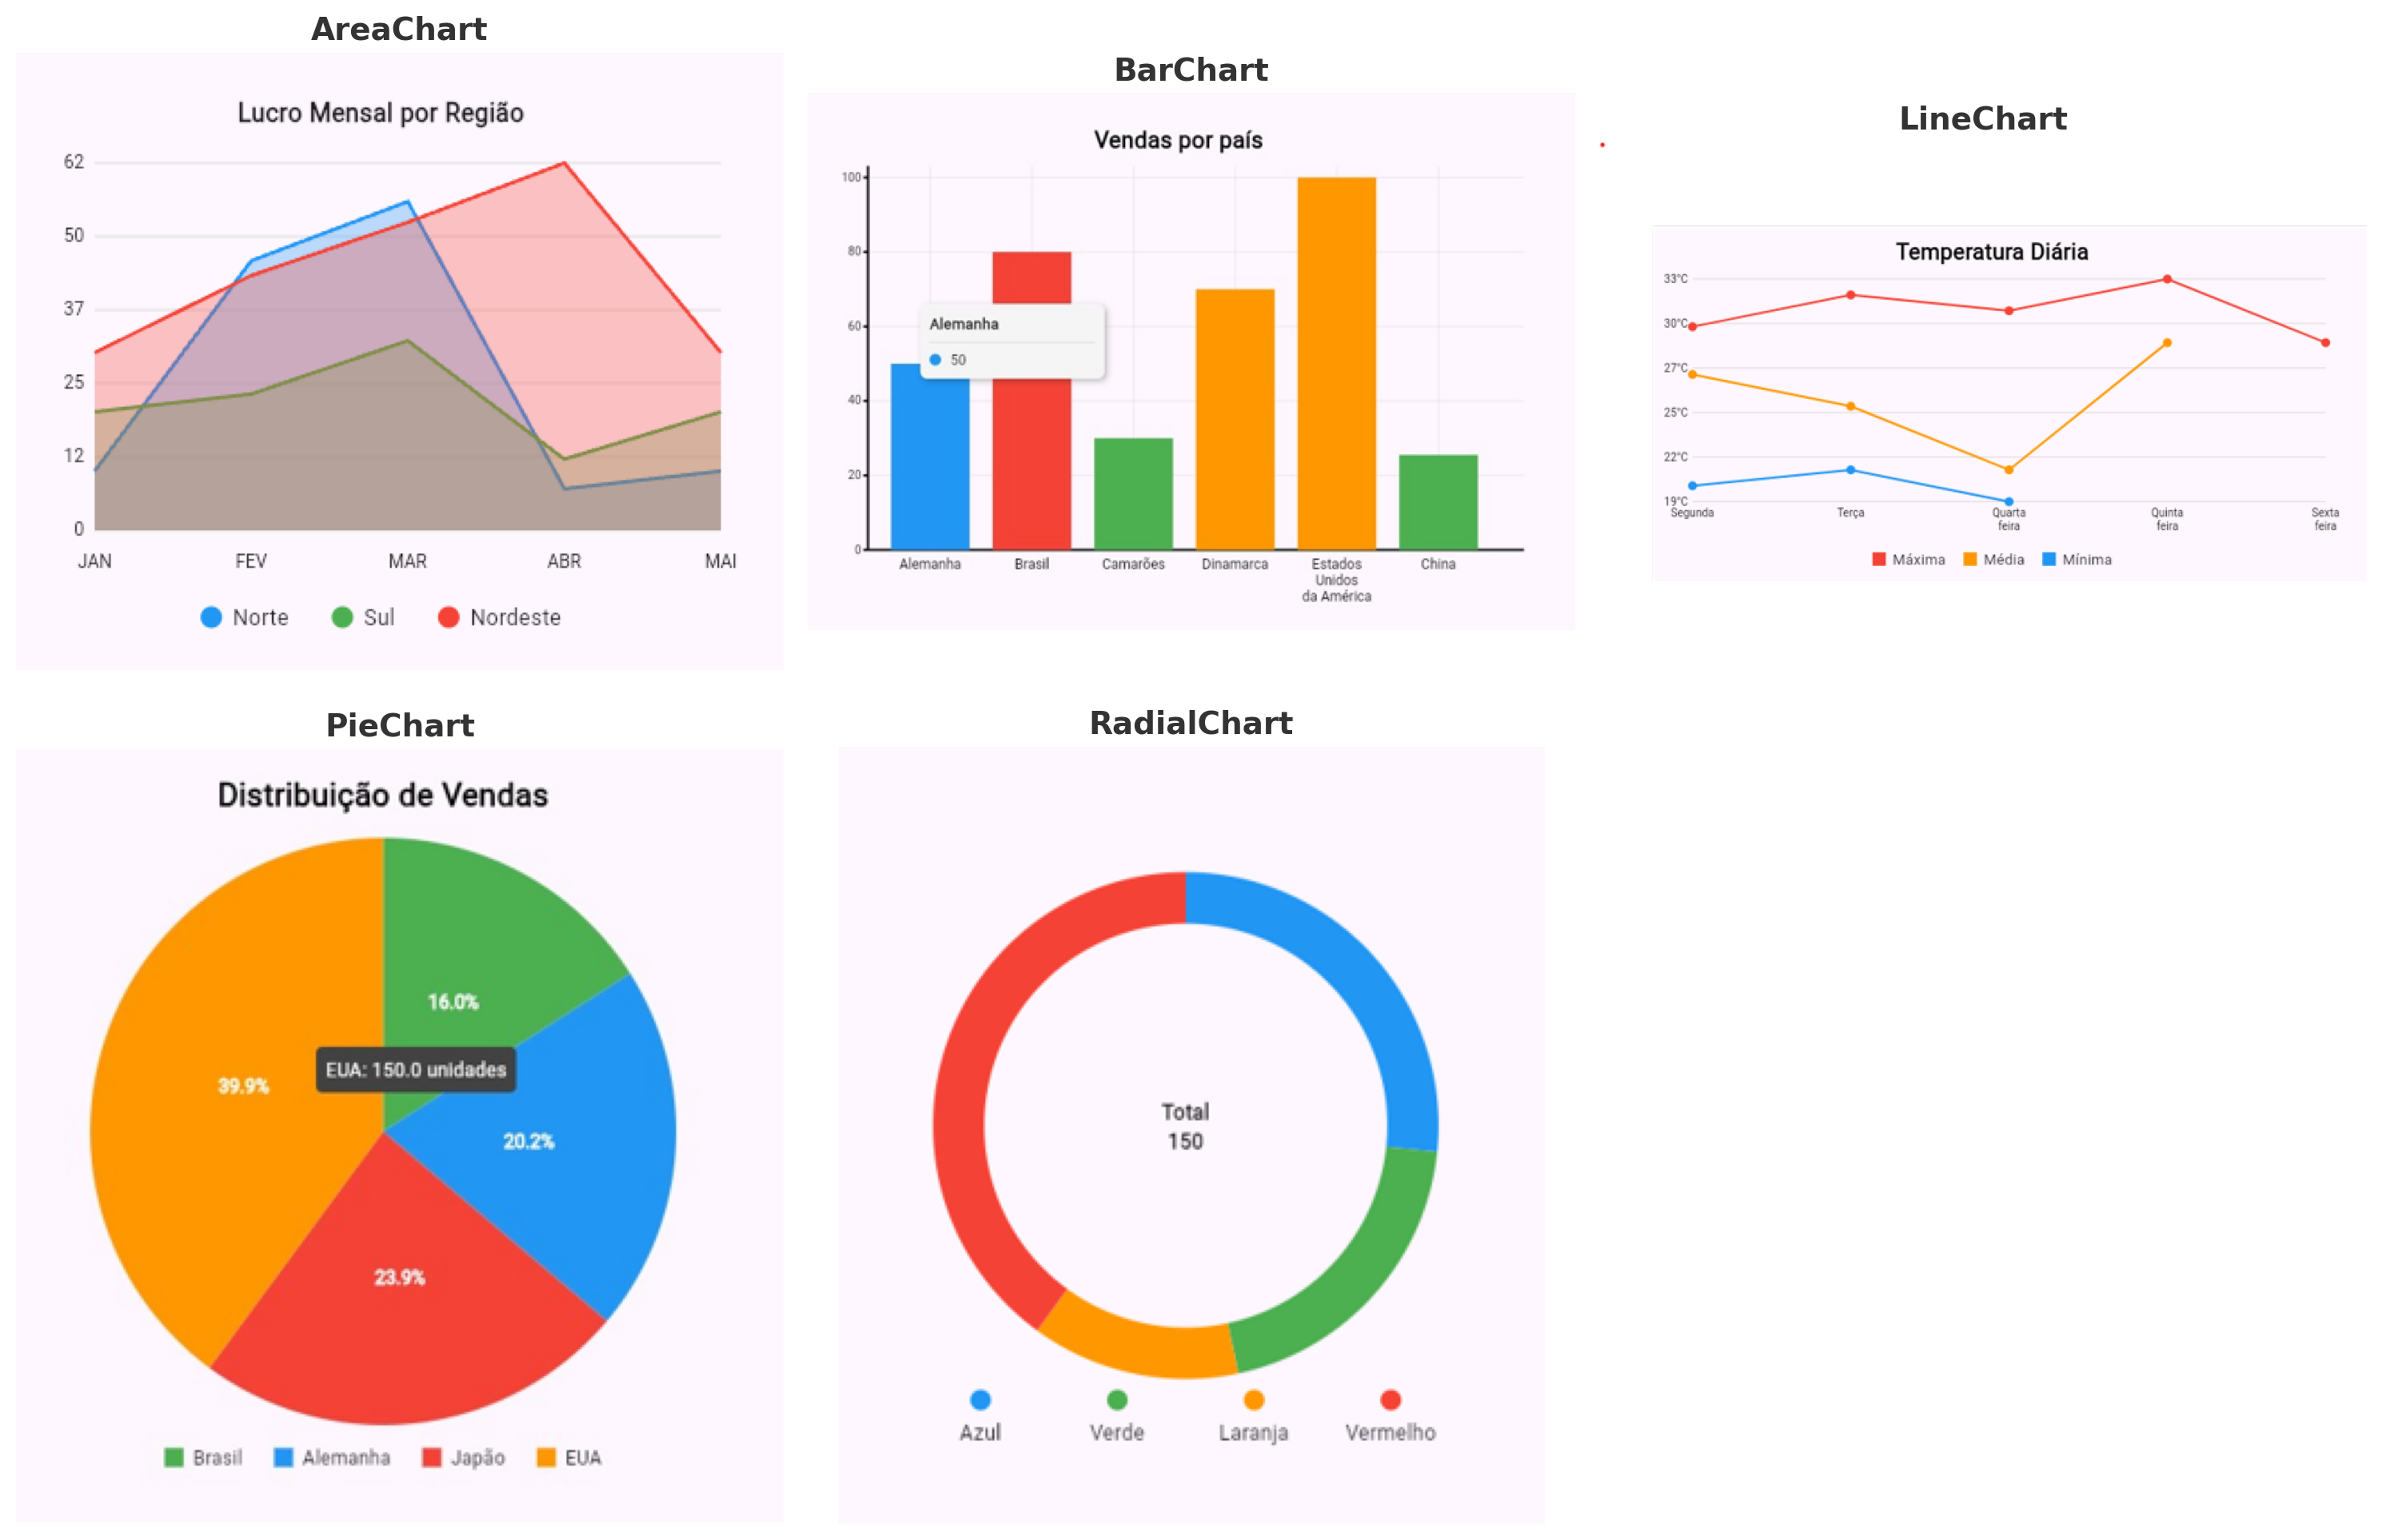 AreaChart
Lucro Mensal por Região
62
50
37
25
12
0
JAN FEV MAR ABR MAI
Norte Sul Nordeste
BarChart
Vendas por país
100
80
60
40
20
0
Alemanha
50
Alemanha Brasil Camarões Dinamarca Estados Unidos da América China
LineChart
Temperatura Diária
33°C
30°C
27°C
25°C
22°C
19°C
Segunda Terça Quarta feira Quinta feira Sexta feira
Máxima Média Mínima
PieChart
Distribuição de Vendas
16.0%
EUA: 150.0 unidades
39.9%
20.2%
23.9%
Brasil Alemanha Japão EUA
RadialChart
Total
150
Azul Verde Laranja Vermelho